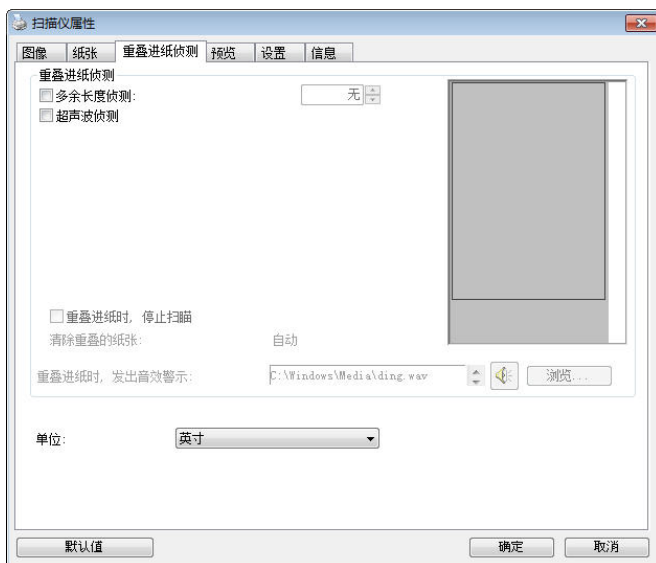 扫描仪属性
图像 纸张 重叠进纸侦测 预览 设置 信息
重叠进纸侦测
多余长度侦测: 无
超声波侦测
重叠进纸时, 停止扫瞄
清除重叠的纸张: 自动
重叠进纸时, 发出音效警示: C:\Windows\Media\ding.wav 浏览...
单位: 英寸
默认值 确定 取消